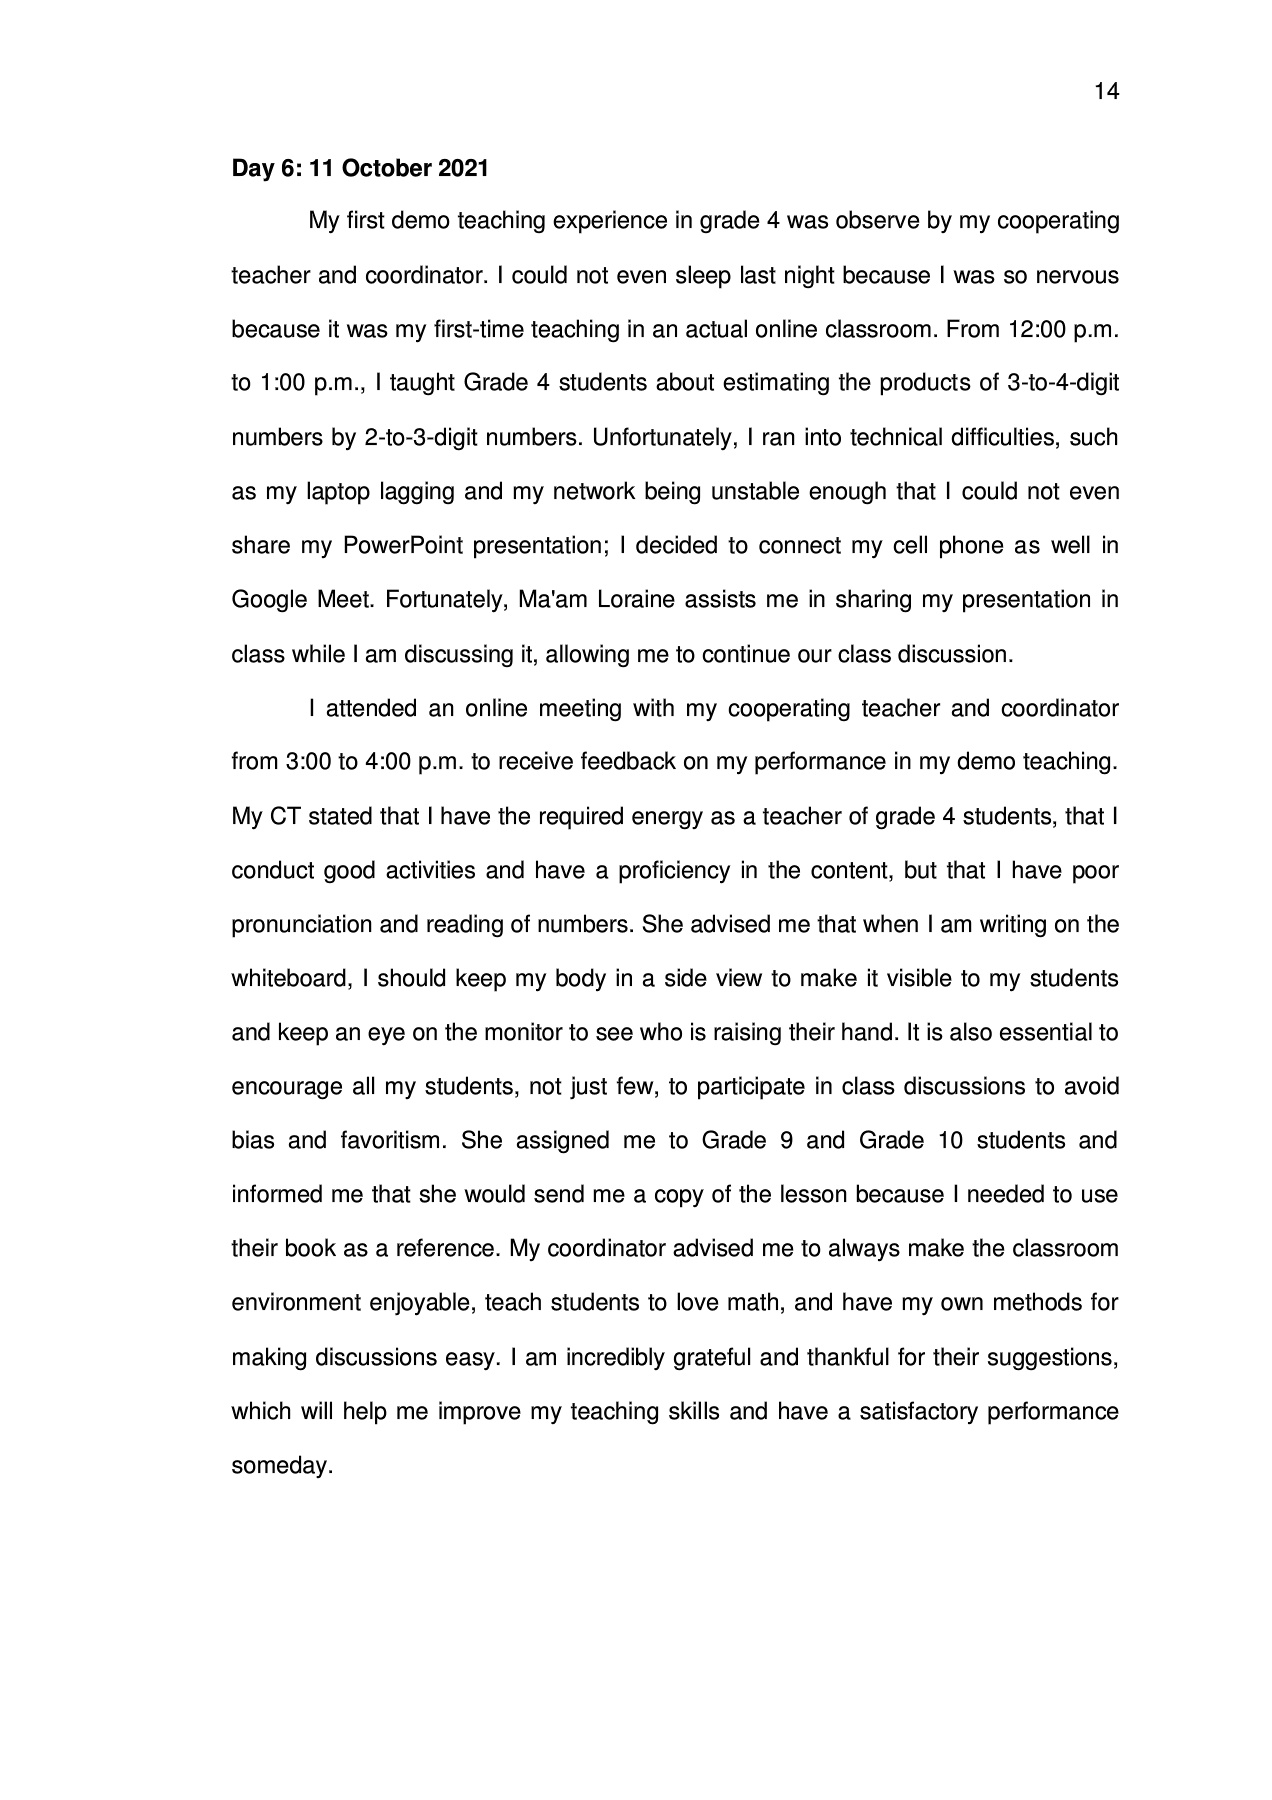 14
Day 6: 11 October 2021
My first demo teaching experience in grade 4 was observe by my cooperating
teacher and coordinator. I could not even sleep last night because I was so nervous
because it was my first-time teaching in an actual online classroom. From 12:00 p.m.
to 1:00 p.m., I taught Grade 4 students about estimating the products of 3-to-4-digit
numbers by 2-to-3-digit numbers. Unfortunately, I ran into technical difficulties, such
as my laptop lagging and my network being unstable enough that I could not even
share my PowerPoint presentation; I decided to connect my cell phone as well in
Google Meet. Fortunately, Ma'am Loraine assists me in sharing my presentation in
class while I am discussing it, allowing me to continue our class discussion.
I attended an online meeting with my cooperating teacher and coordinator
from 3:00 to 4:00 p.m. to receive feedback on my performance in my demo teaching.
My CT stated that I have the required energy as a teacher of grade 4 students, that I
conduct good activities and have a proficiency in the content, but that I have poor
pronunciation and reading of numbers. She advised me that when I am writing on the
whiteboard, I should keep my body in a side view to make it visible to my students
and keep an eye on the monitor to see who is raising their hand. It is also essential to
encourage all my students, not just few, to participate in class discussions to avoid
bias and favoritism. She assigned me to Grade 9 and Grade 10 students and
informed me that she would send me a copy of the lesson because I needed to use
their book as a reference. My coordinator advised me to always make the classroom
environment enjoyable, teach students to love math, and have my own methods for
making discussions easy. I am incredibly grateful and thankful for their suggestions,
which will help me improve my teaching skills and have a satisfactory performance
someday.